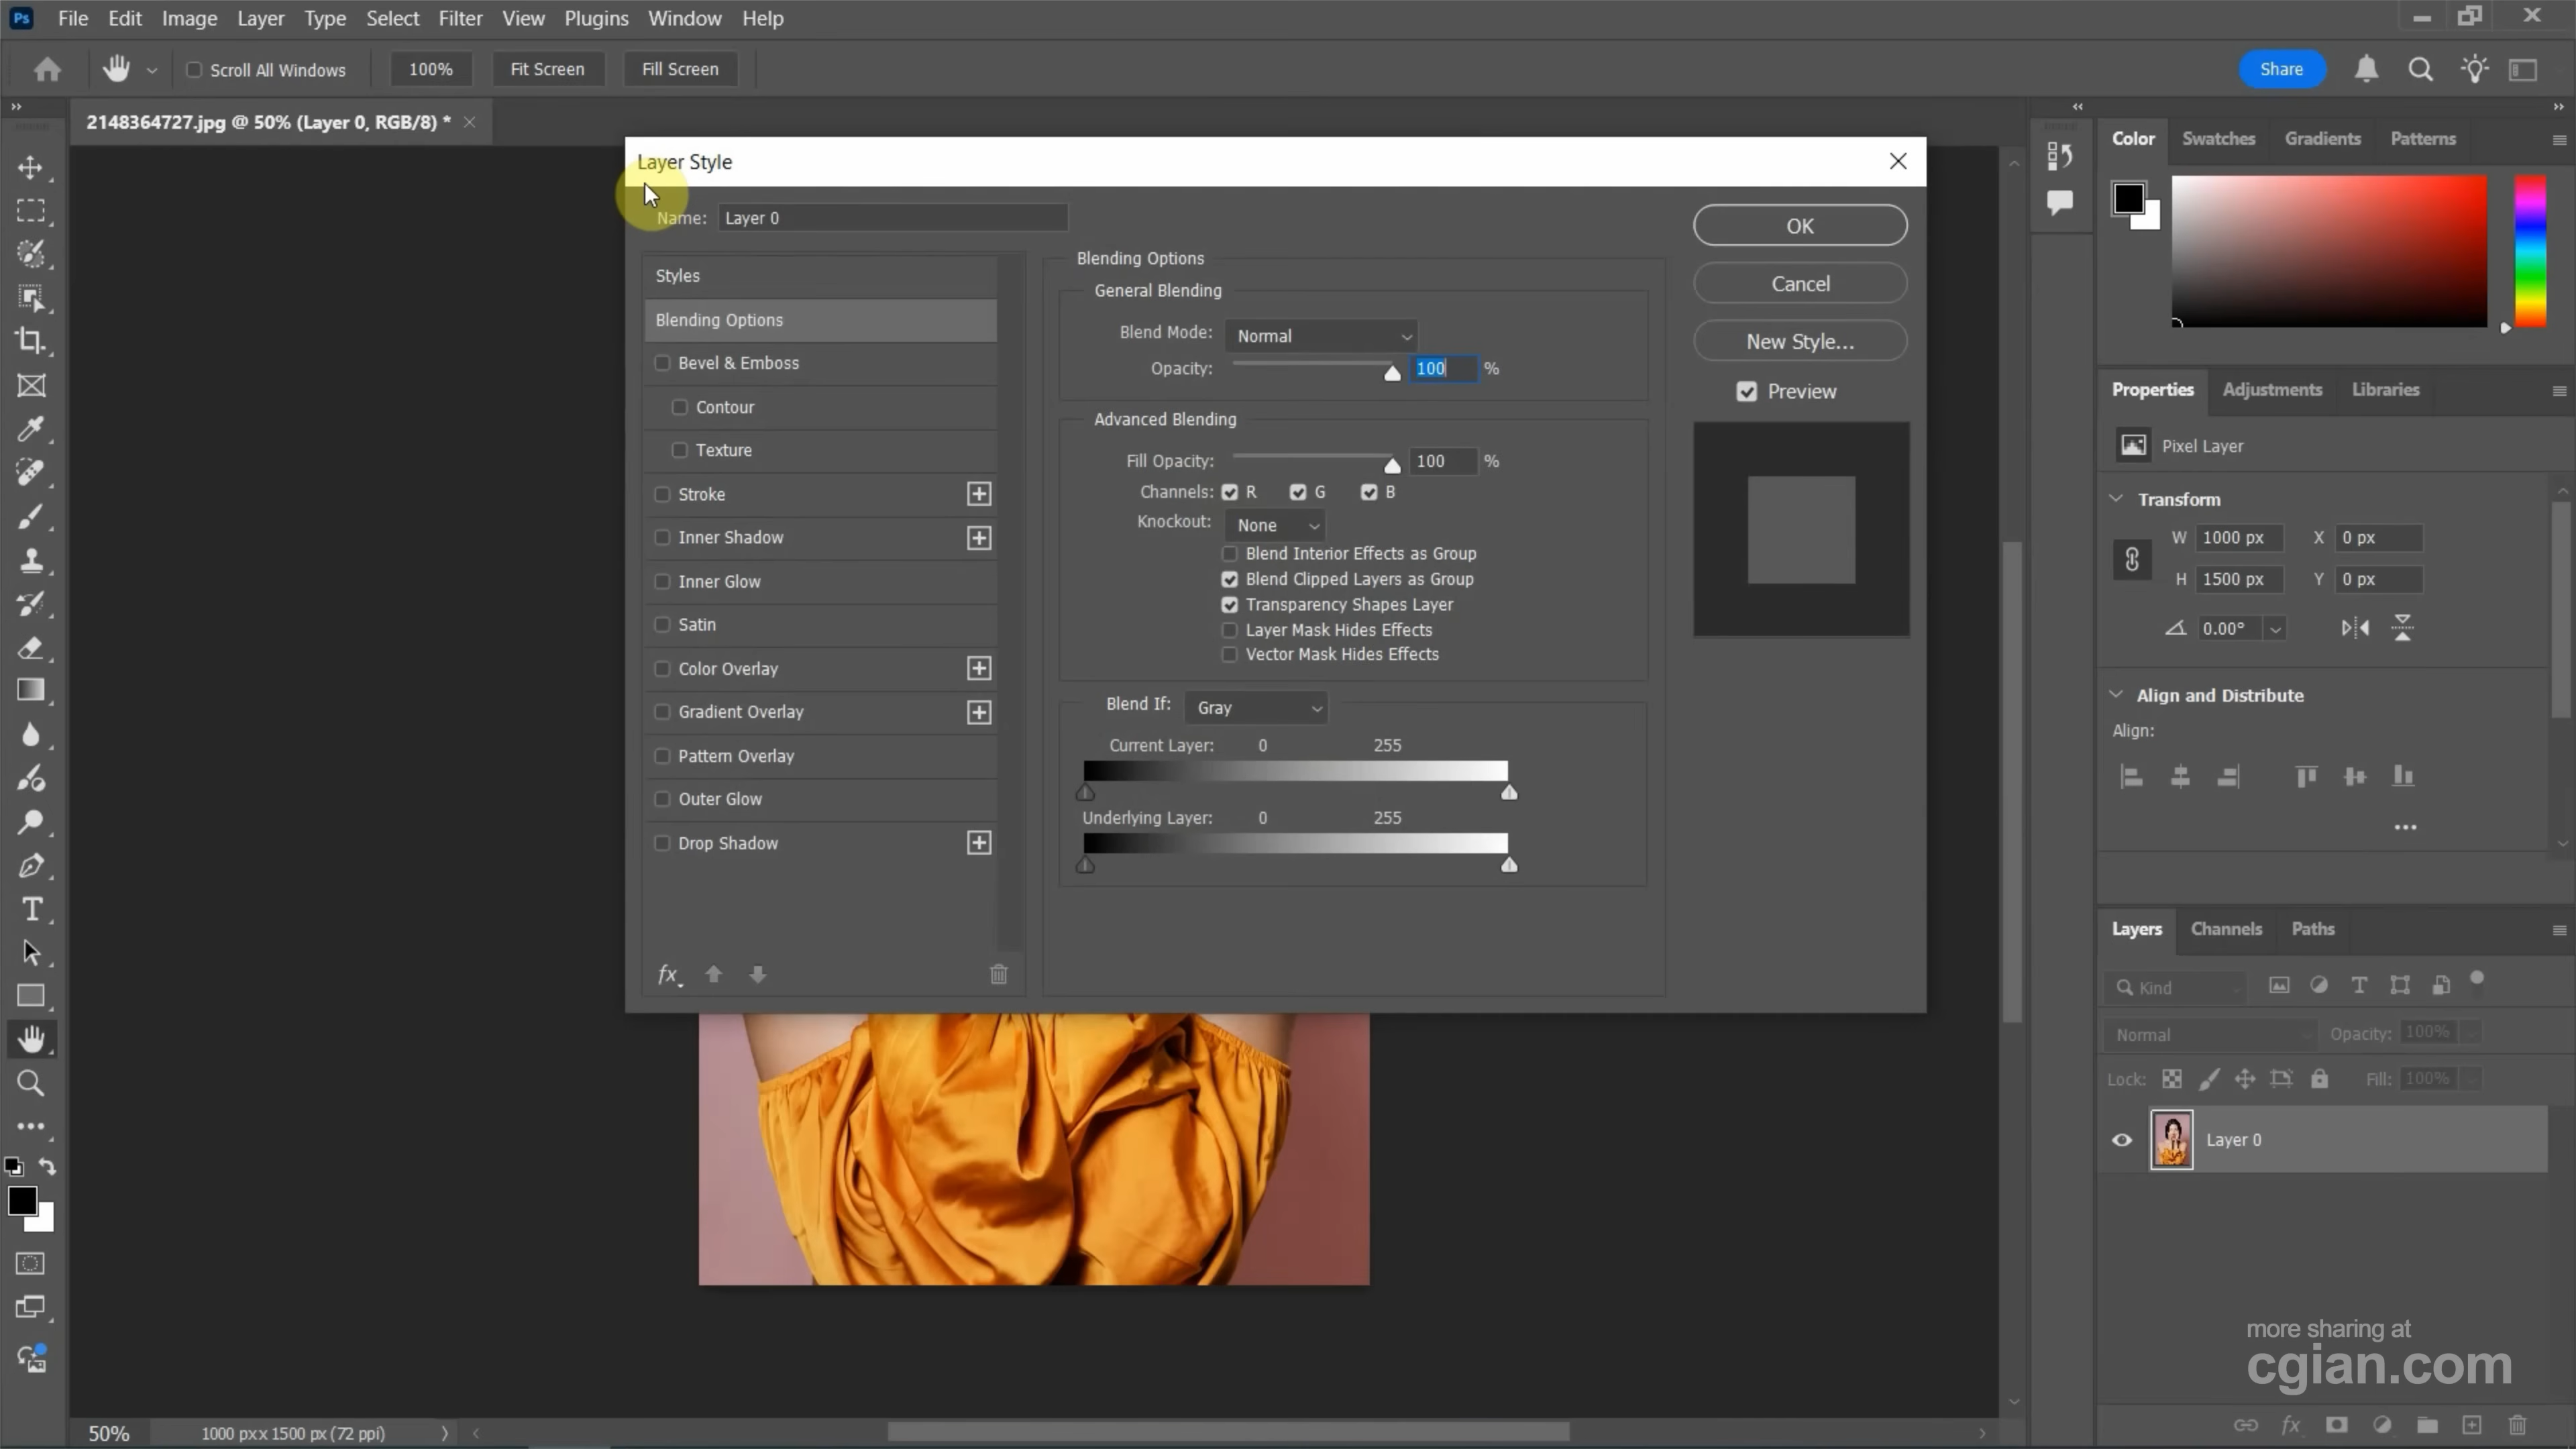 Ps File Edit Image Layer Type Select Filter View Plugins Window Help
Scroll All Windows 100% Fit Screen Fill Screen Share
2148364727.jpg @ 50% (Layer 0, RGB/8) *
Layer Style
Name: Layer 0
Styles
Blending Options
Bevel & Emboss
Contour
Texture
Stroke
Inner Shadow
Inner Glow
Satin
Color Overlay
Gradient Overlay
Pattern Overlay
Outer Glow
Drop Shadow
fx
Blending Options
General Blending
Blend Mode: Normal
Opacity: 100 %
Advanced Blending
Fill Opacity: 100 %
Channels: R G B
Knockout: None
Blend Interior Effects as Group
Blend Clipped Layers as Group
Transparency Shapes Layer
Layer Mask Hides Effects
Vector Mask Hides Effects
Blend If: Gray
Current Layer: 0 255
Underlying Layer: 0 255
OK
Cancel
New Style...
Preview
Color Swatches Gradients Patterns
Properties Adjustments Libraries
Pixel Layer
Transform
W 1000 px X 0 px
H 1500 px Y 0 px
0.00°
Align and Distribute
Align:
Layers Channels Paths
Kind
Normal Opacity: 100%
Lock: Fill: 100%
Layer 0
more sharing at
cgian.com
fx
50% 1000 px x 1500 px (72 ppi)